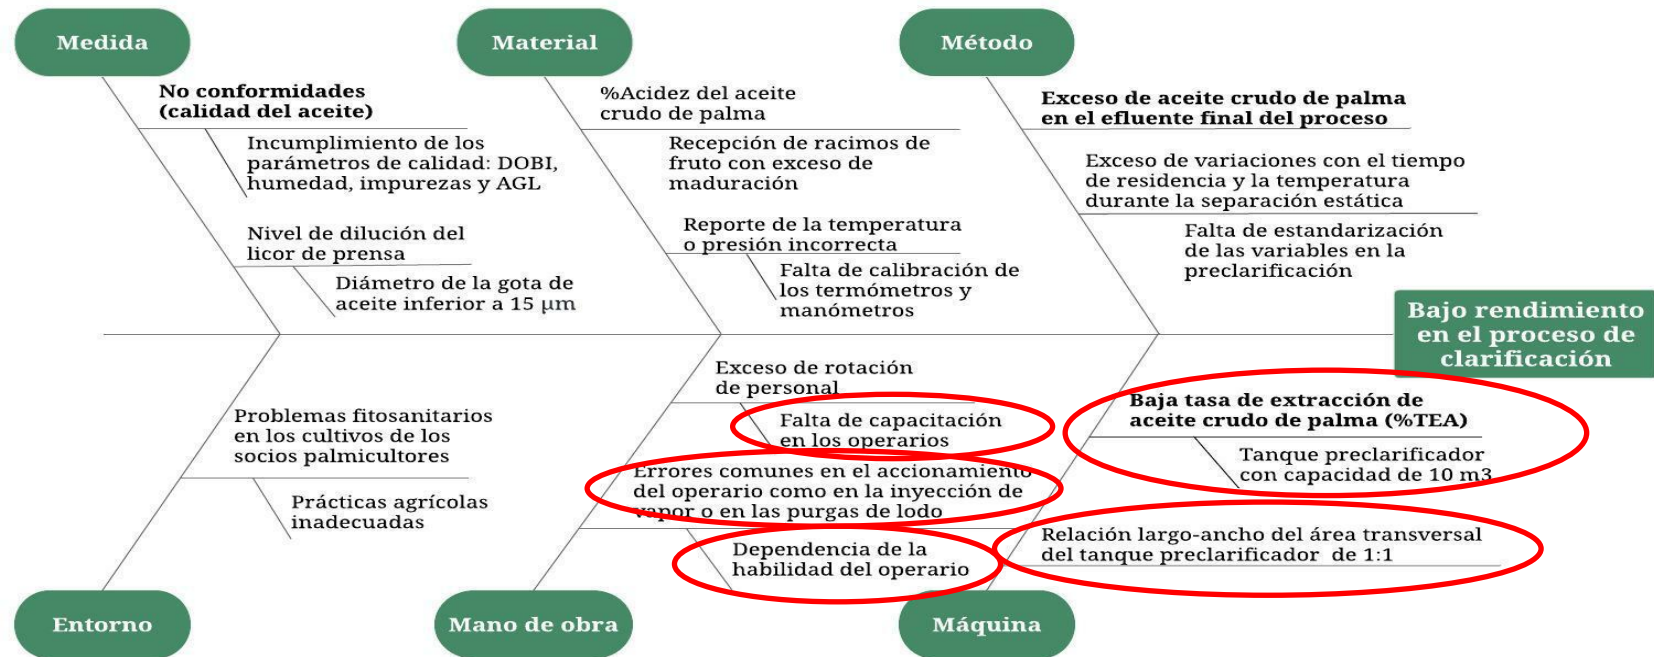 Medida
Material
Método
No conformidades
(calidad del aceite)
Incumplimiento de los
parámetros de calidad: DOBI,
humedad, impurezas y AGL
Nivel de dilución del
licor de prensa
Diámetro de la gota de
aceite inferior a 15 μm
%Acidez del aceite
crudo de palma
Recepción de racimos de
fruto con exceso de
maduración
Reporte de la temperatura
o presión incorrecta
Falta de calibración de
los termómetros y
manómetros
Exceso de aceite crudo de palma
en el efluente final del proceso
Exceso de variaciones con el tiempo
de residencia y la temperatura
durante la separación estática
Falta de estandarización
de las variables en la
preclarificación
Bajo rendimiento
en el proceso de
clarificación
Problemas fitosanitarios
en los cultivos de los
socios palmicultores
Prácticas agrícolas
inadecuadas
Exceso de rotación
de personal
Falta de capacitación
en los operarios
Errores comunes en el accionamiento
del operario como en la inyección de
vapor o en las purgas de lodo
Dependencia de la
habilidad del operario
Baja tasa de extracción de
aceite crudo de palma (%TEA)
Tanque preclarificador
con capacidad de 10 m3
Relación largo-ancho del área transversal
del tanque preclarificador de 1:1
Entorno
Mano de obra
Máquina